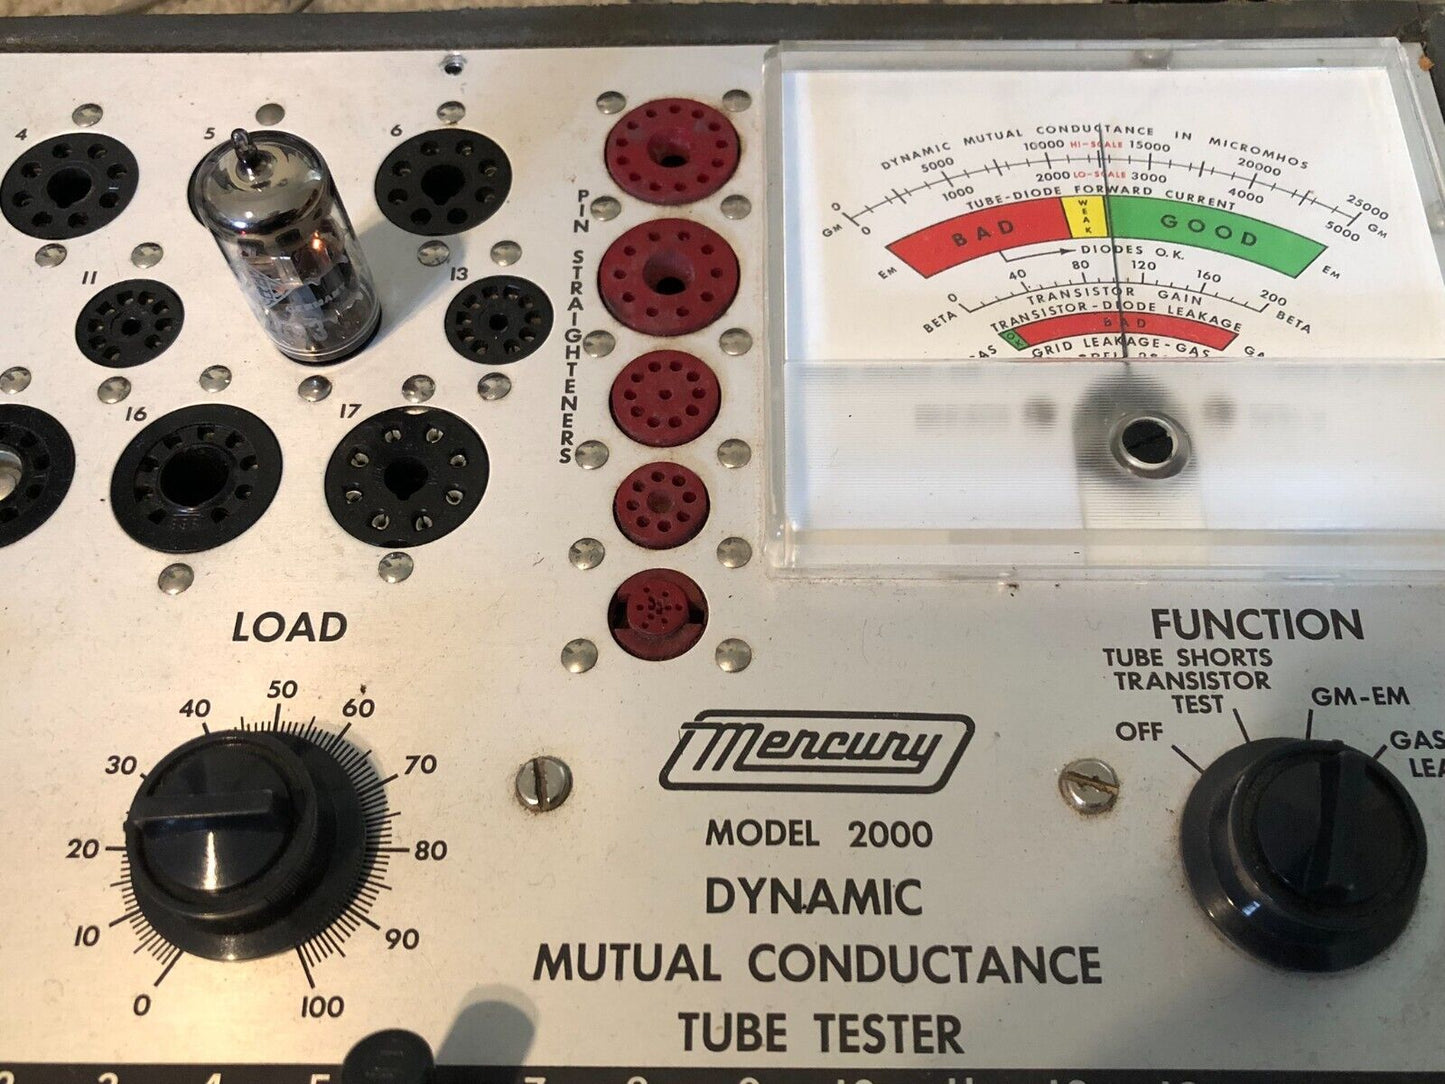 4
5
6
11
13
16
17
PIN STRAIGHTENERS
DYNAMIC MUTUAL CONDUCTANCE IN MICROMHOS
0 5000 10000 HI-SCALE 15000 20000 25000
GM GM
0 1000 2000 LO-SCALE 3000 4000 5000
TUBE-DIODE FORWARD CURRENT
BAD WEAK GOOD
EM EM
DIODES O.K.
0 40 80 120 160 200
BETA TRANSISTOR GAIN BETA
TRANSISTOR-DIODE LEAKAGE
BAD
GRID LEAKAGE-GAS
LOAD
0 10 20 30 40 50 60 70 80 90 100
Mercury
MODEL 2000
DYNAMIC
MUTUAL CONDUCTANCE
TUBE TESTER
FUNCTION
OFF
TUBE SHORTS
TRANSISTOR
TEST
GM-EM
GAS
LEA